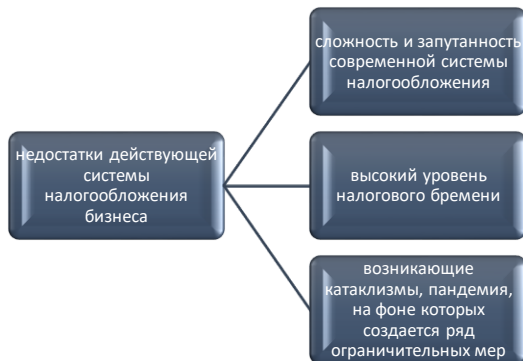 недостатки действующей
системы
налогообложения
бизнеса
сложность и запутанность
современной системы
налогообложения
высокий уровень
налогового бремени
возникающие
катаклизмы, пандемия,
на фоне которых
создается ряд
ограничительных мер